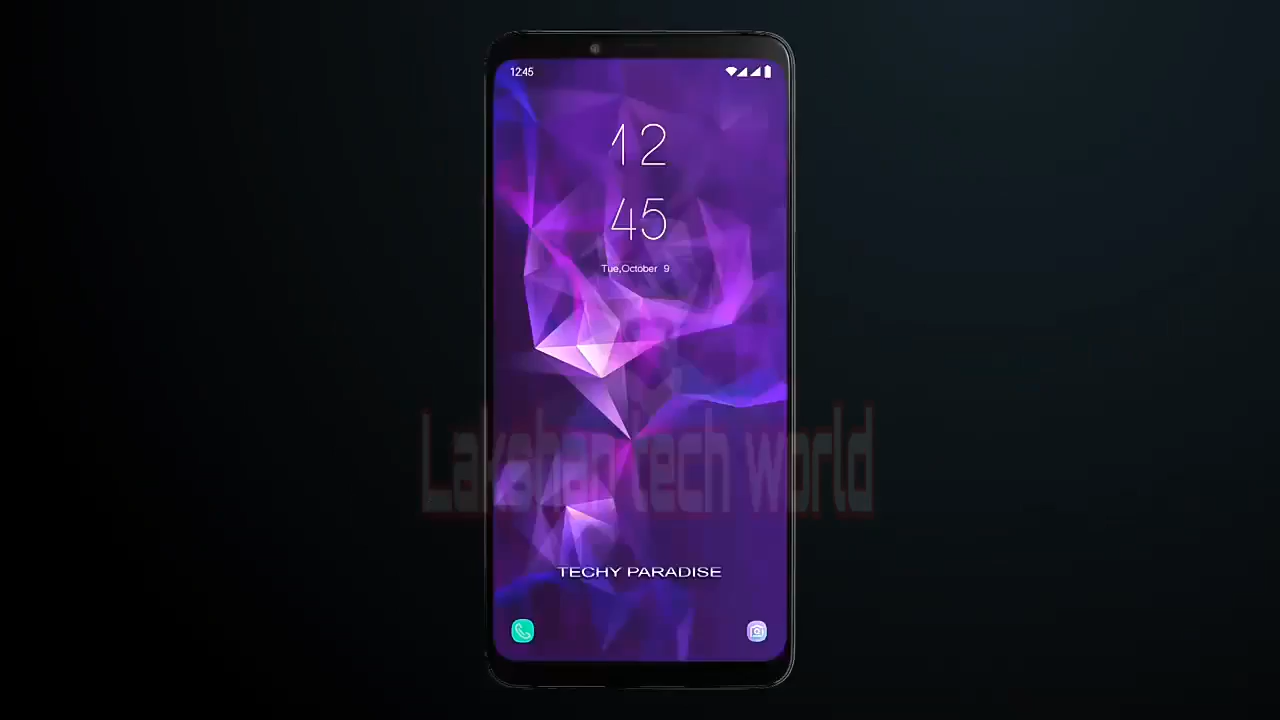 12:45
12
45
Tue,October 9
Lakshan tech world
TECHY PARADISE